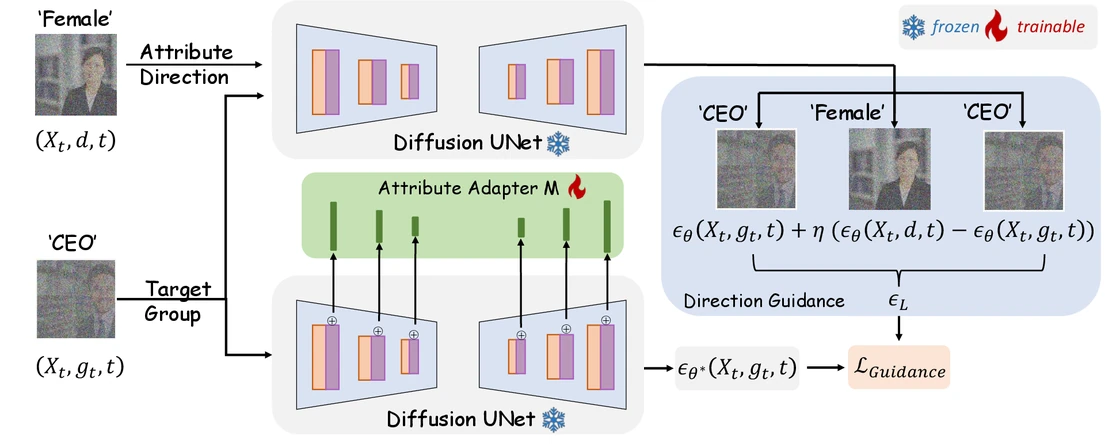 'Female'
Attribute
Direction
(X_t, d, t)
'CEO'
Target
Group
(X_t, g_t, t)
Diffusion UNet
Attribute Adapter M
Diffusion UNet
frozen
trainable
'CEO'
'Female'
'CEO'
ϵ_θ(X_t, g_t, t) + η (ϵ_θ(X_t, d, t) − ϵ_θ(X_t, g_t, t))
Direction Guidance
ϵ_L
ϵ_θ*(X_t, g_t, t)
ℒ_Guidance